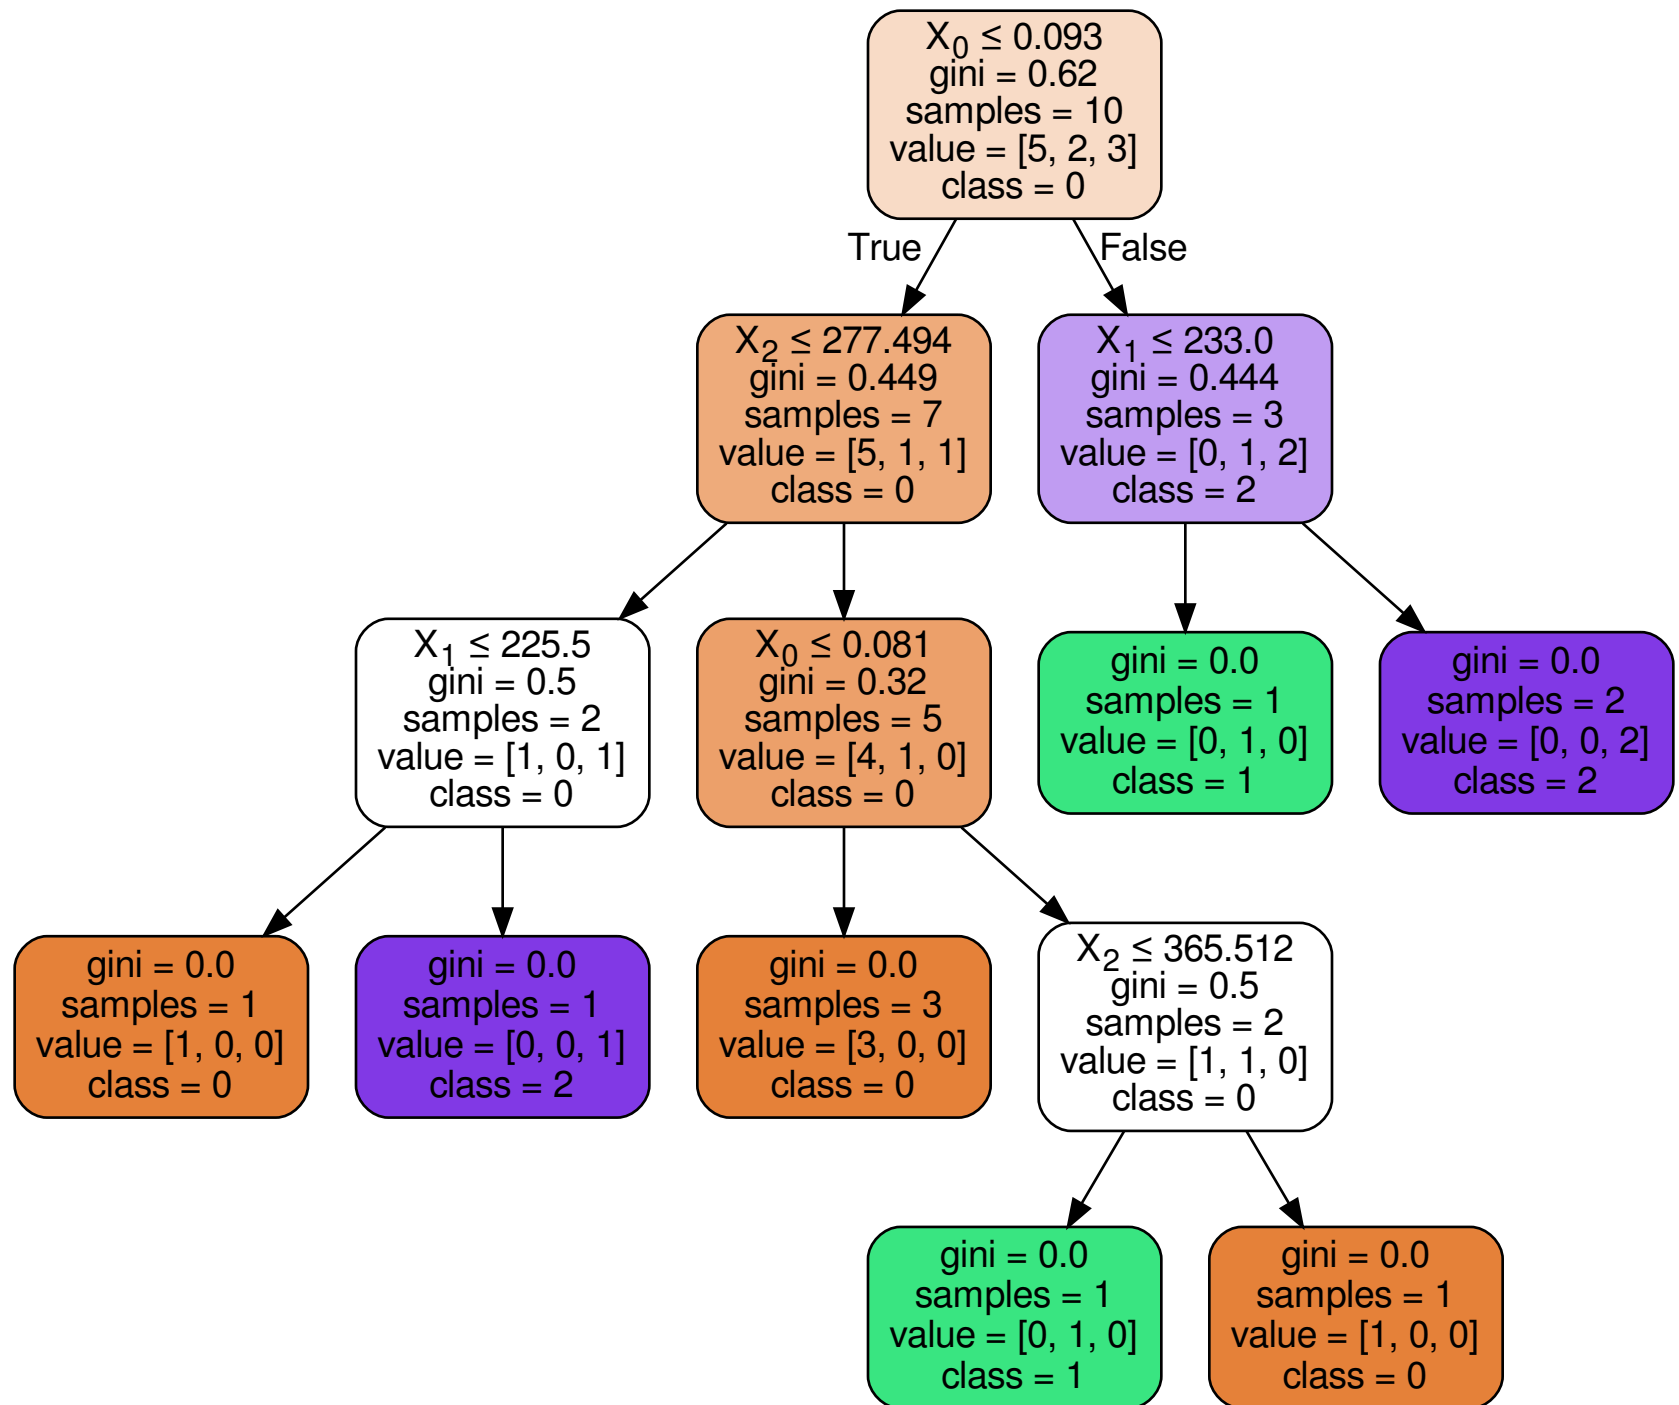 X₀ ≤ 0.093
gini = 0.62
samples = 10
value = [5, 2, 3]
class = 0
True
False
X₂ ≤ 277.494
gini = 0.449
samples = 7
value = [5, 1, 1]
class = 0
X₁ ≤ 233.0
gini = 0.444
samples = 3
value = [0, 1, 2]
class = 2
X₁ ≤ 225.5
gini = 0.5
samples = 2
value = [1, 0, 1]
class = 0
X₀ ≤ 0.081
gini = 0.32
samples = 5
value = [4, 1, 0]
class = 0
gini = 0.0
samples = 1
value = [0, 1, 0]
class = 1
gini = 0.0
samples = 2
value = [0, 0, 2]
class = 2
gini = 0.0
samples = 1
value = [1, 0, 0]
class = 0
gini = 0.0
samples = 1
value = [0, 0, 1]
class = 2
gini = 0.0
samples = 3
value = [3, 0, 0]
class = 0
X₂ ≤ 365.512
gini = 0.5
samples = 2
value = [1, 1, 0]
class = 0
gini = 0.0
samples = 1
value = [0, 1, 0]
class = 1
gini = 0.0
samples = 1
value = [1, 0, 0]
class = 0